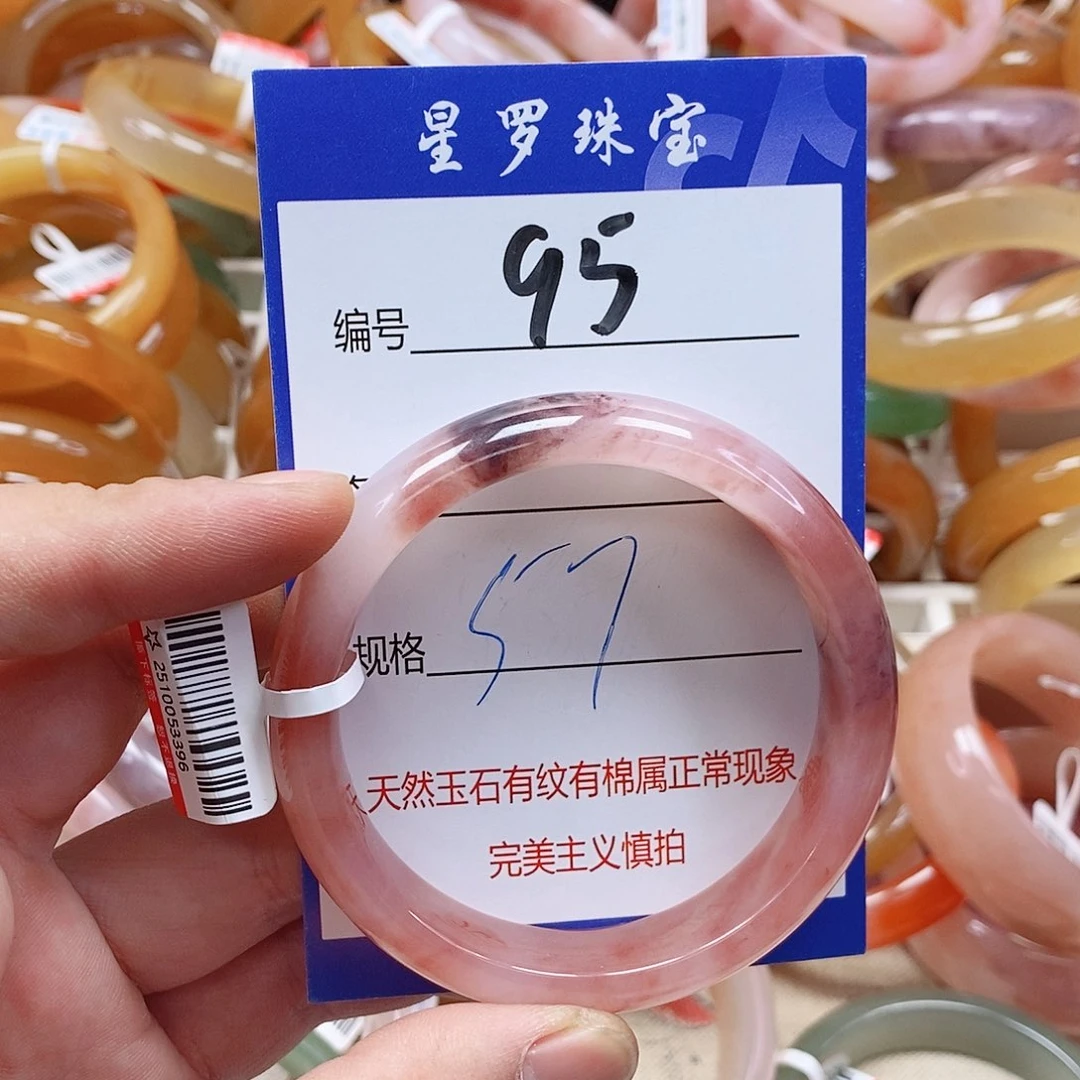 星罗珠宝
编号 95
规格 57
天然玉石有纹有棉属正常现象
完美主义慎拍
2510053396